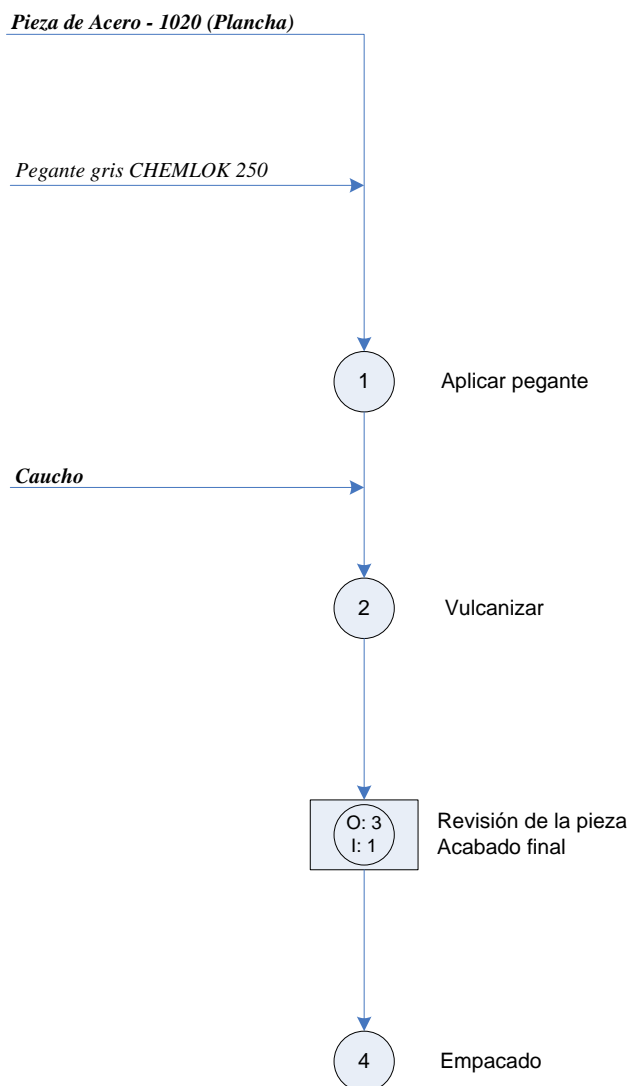 Pieza de Acero - 1020 (Plancha)
Pegante gris CHEMLOK 250
1
Aplicar pegante
Caucho
2
Vulcanizar
O: 3
I: 1
Revisión de la pieza
Acabado final
4
Empacado